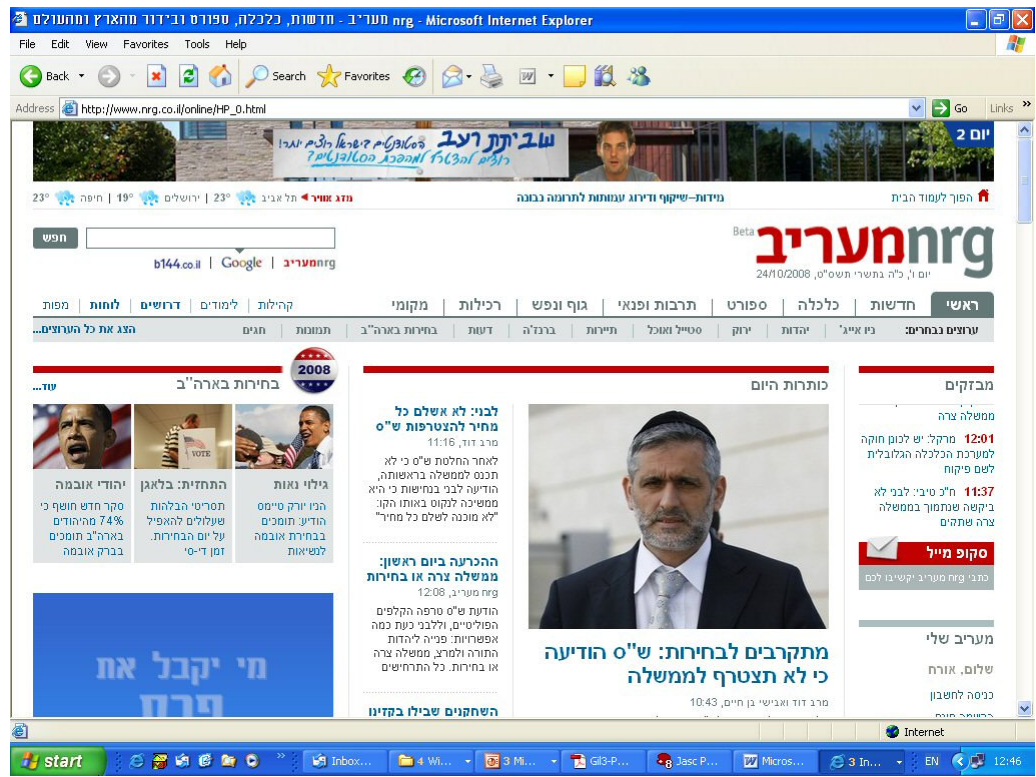 מעריב - חדשות, כלכלה, ספורט ובידור מהארץ ומהעולם nrg - Microsoft Internet Explorer
File Edit View Favorites Tools Help
Back Search Favorites
Address http://www.nrg.co.il/online/HP_0.html Go Links
יום 2
שביתת רעב הסטודנטים בישראל רוצים יותר!
רוצים להצטרף למהפכת הסטודנטים?
הפוך לעמוד הבית
מידות-שיקוף ודירוג עמותות לתרומה נבונה
מזג אוויר תל אביב 23° | ירושלים 19° | חיפה 23°
nrgמעריב Beta
יום ו', כ"ה בתשרי תשס"ט, 24/10/2008
חפש
nrgמעריב | Google | b144.co.il
ראשי חדשות | כלכלה | ספורט | תרבות ופנאי | גוף ונפש | רכילות | מקומי
קהילות | לימודים | דרושים | לוחות | מפות
ערוצים נבחרים: ניו אייג' | יהדות | ירוק | סטייל ואוכל | תיירות | ברנז'ה | דעות | בחירות בארה"ב | תמונות | חגים
הצג את כל הערוצים...
מבזקים
ממשלה צרה
12:01 מרקל: יש לכונן חוקה
למערכת הכלכלה הגלובלית
לשם פיקוח
11:37 ח"כ טיבי: לבני לא
ביקשה שנתמוך בממשלה
צרה שתקים
סקופ מייל
כתבי nrg מעריב יקשיבו לכם
מעריב שלי
שלום, אורח
כניסה לחשבון
כותרות היום
מתקרבים לבחירות: ש"ס הודיעה
כי לא תצטרף לממשלה
מרב דוד ואבישי בן חיים, 10:43
לבני: לא אשלם כל
מחיר להצטרפות ש"ס
מרב דוד, 11:16
לאחר החלטת ש"ס כי לא
תכנס לממשלה בראשותה,
הודיעה לבני בנחישות כי היא
ממשיכה לנקוט באותו הקו:
"לא מוכנה לשלם כל מחיר"
ההכרעה ביום ראשון:
ממשלה צרה או בחירות
nrg מעריב, 12:08
הודעת ש"ס טרפה הקלפים
הפוליטיים, וללבני כעת כמה
אפשרויות: פנייה ליהדות
התורה ולמרצ, ממשלה צרה
או בחירות. כל התרחישים
השחקנים שבילו בקזינו
2008
בחירות בארה"ב
עוד...
VOTE
גילוי נאות
הניו יורק טיימס
הודיע: תומכים
בבחירת אובמה
לנשיאות
התחזית: בלאגן
תסריטי הבלהות
שעלולים להאפיל
על יום הבחירות.
זמן די-סי
יהודי אובמה
סקר חדש חושף כי
74% מהיהודים
בארה"ב תומכים
בברק אובמה
מי יקבל את
פרס
Internet
start Inbox... 4 Wi... 3 Mi... Gil3-P... Jasc P... Micros... 3 In... EN 12:46